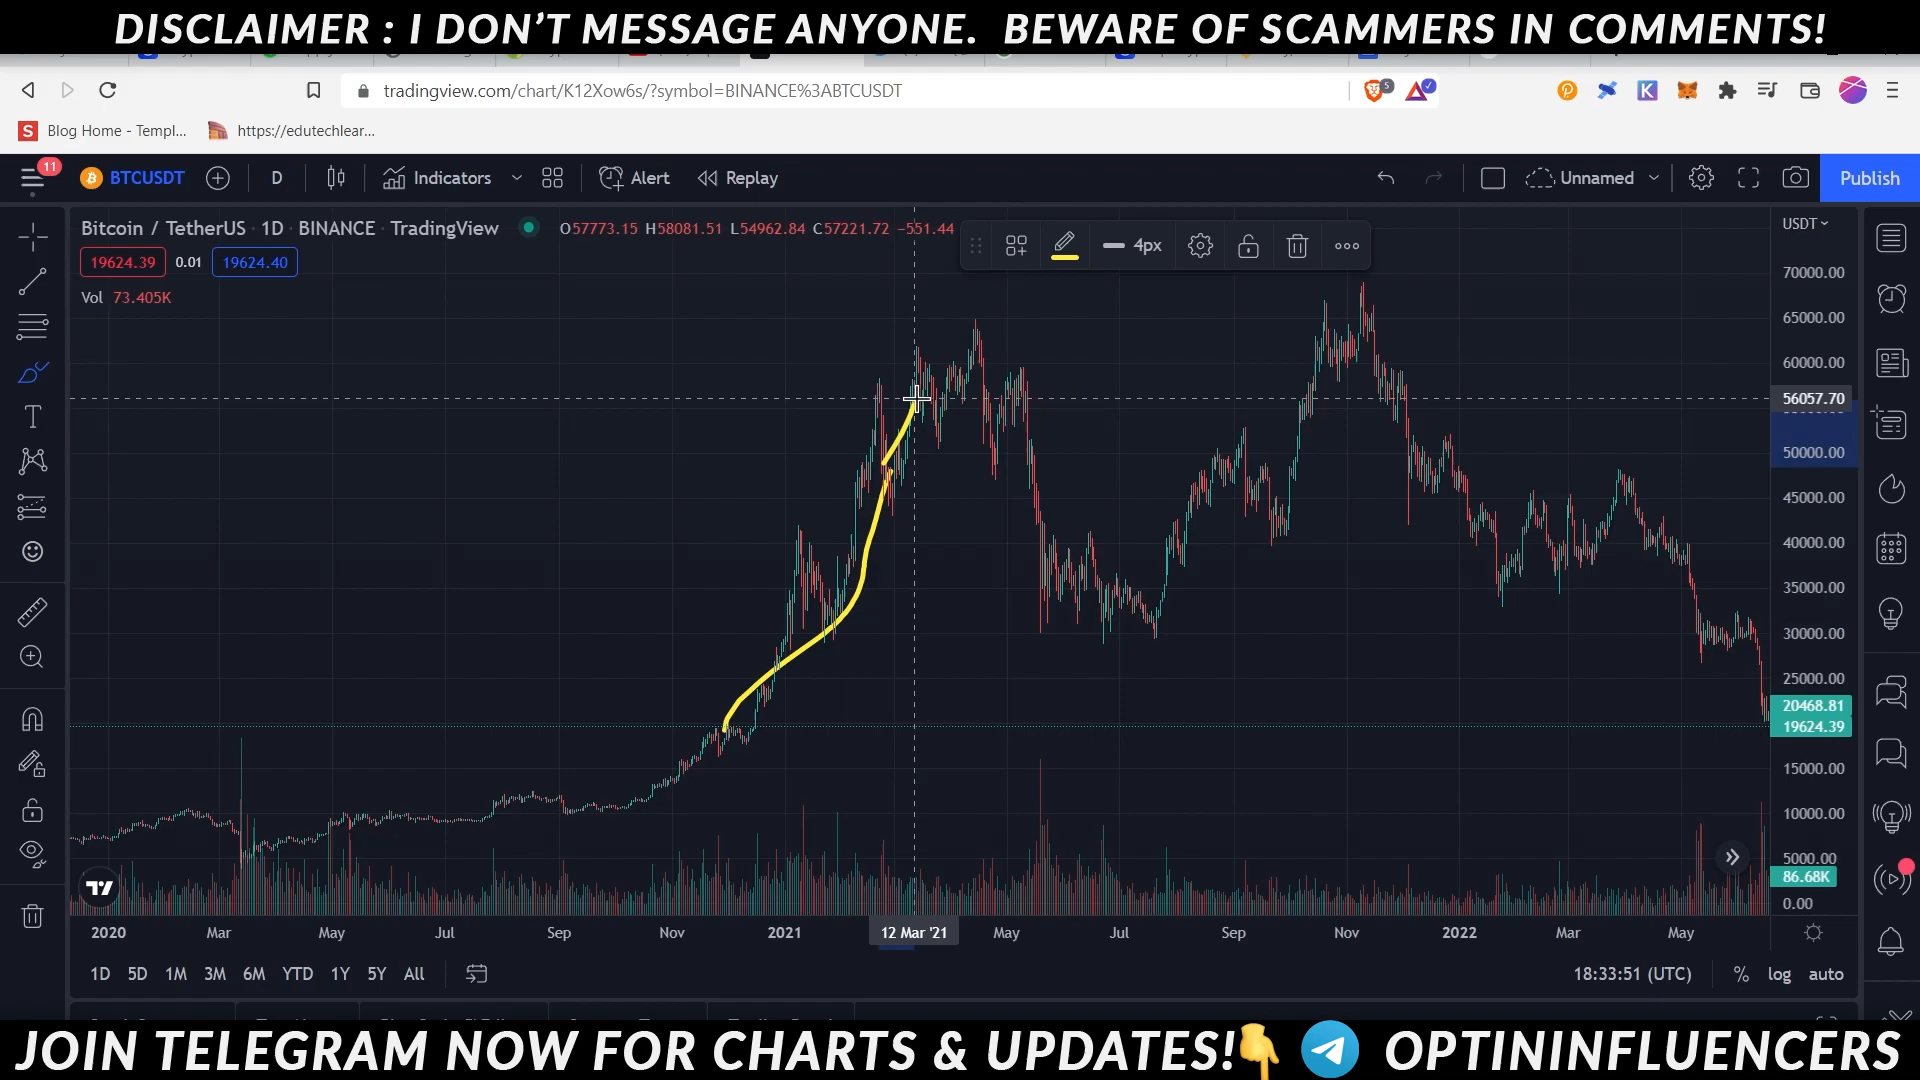 DISCLAIMER : I DON'T MESSAGE ANYONE. BEWARE OF SCAMMERS IN COMMENTS!
tradingview.com/chart/K12Xow6s/?symbol=BINANCE%3ABTCUSDT
5
K
S Blog Home - Templ...
https://edutechlear...
11
BTCUSDT
D
Indicators
Alert
Replay
Unnamed
Publish
Bitcoin / TetherUS · 1D · BINANCE · TradingView
O57773.15 H58081.51 L54962.84 C57221.72 -551.44
4px
USDT
19624.39
0.01
19624.40
Vol 73.405K
70000.00
65000.00
60000.00
56057.70
50000.00
45000.00
40000.00
35000.00
30000.00
25000.00
20468.81
19624.39
15000.00
10000.00
5000.00
86.68K
0.00
2020 Mar May Jul Sep Nov 2021 12 Mar '21 May Jul Sep Nov 2022 Mar May
1D 5D 1M 3M 6M YTD 1Y 5Y All
18:33:51 (UTC) % log auto
JOIN TELEGRAM NOW FOR CHARTS & UPDATES!👇 OPTININFLUENCERS